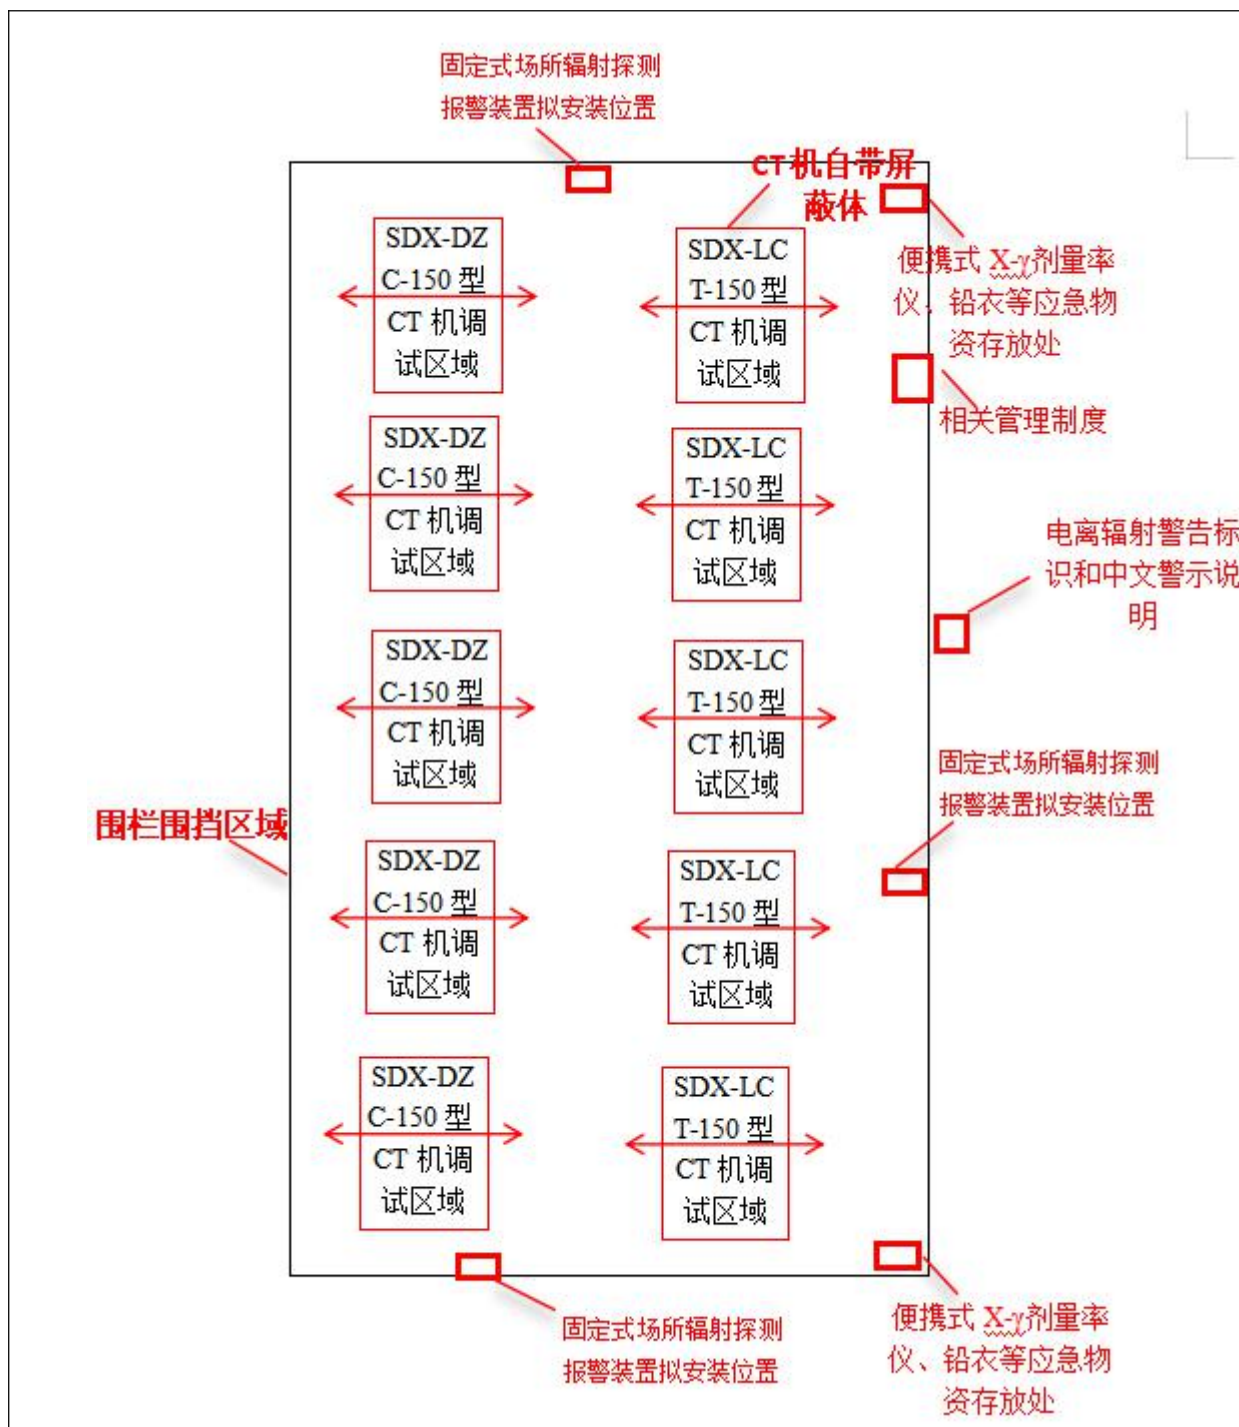 固定式场所辐射探测
报警装置拟安装位置
CT机自带屏
蔽体
便携式 X-γ剂量率
仪、铅衣等应急物
资存放处
相关管理制度
电离辐射警告标
识和中文警示说
明
固定式场所辐射探测
报警装置拟安装位置
围栏围挡区域
SDX-DZ
C-150 型
CT 机调
试区域
SDX-LC
T-150 型
CT 机调
试区域
SDX-DZ
C-150 型
CT 机调
试区域
SDX-LC
T-150 型
CT 机调
试区域
SDX-DZ
C-150 型
CT 机调
试区域
SDX-LC
T-150 型
CT 机调
试区域
SDX-DZ
C-150 型
CT 机调
试区域
SDX-LC
T-150 型
CT 机调
试区域
SDX-DZ
C-150 型
CT 机调
试区域
SDX-LC
T-150 型
CT 机调
试区域
固定式场所辐射探测
报警装置拟安装位置
便携式 X-γ剂量率
仪、铅衣等应急物
资存放处